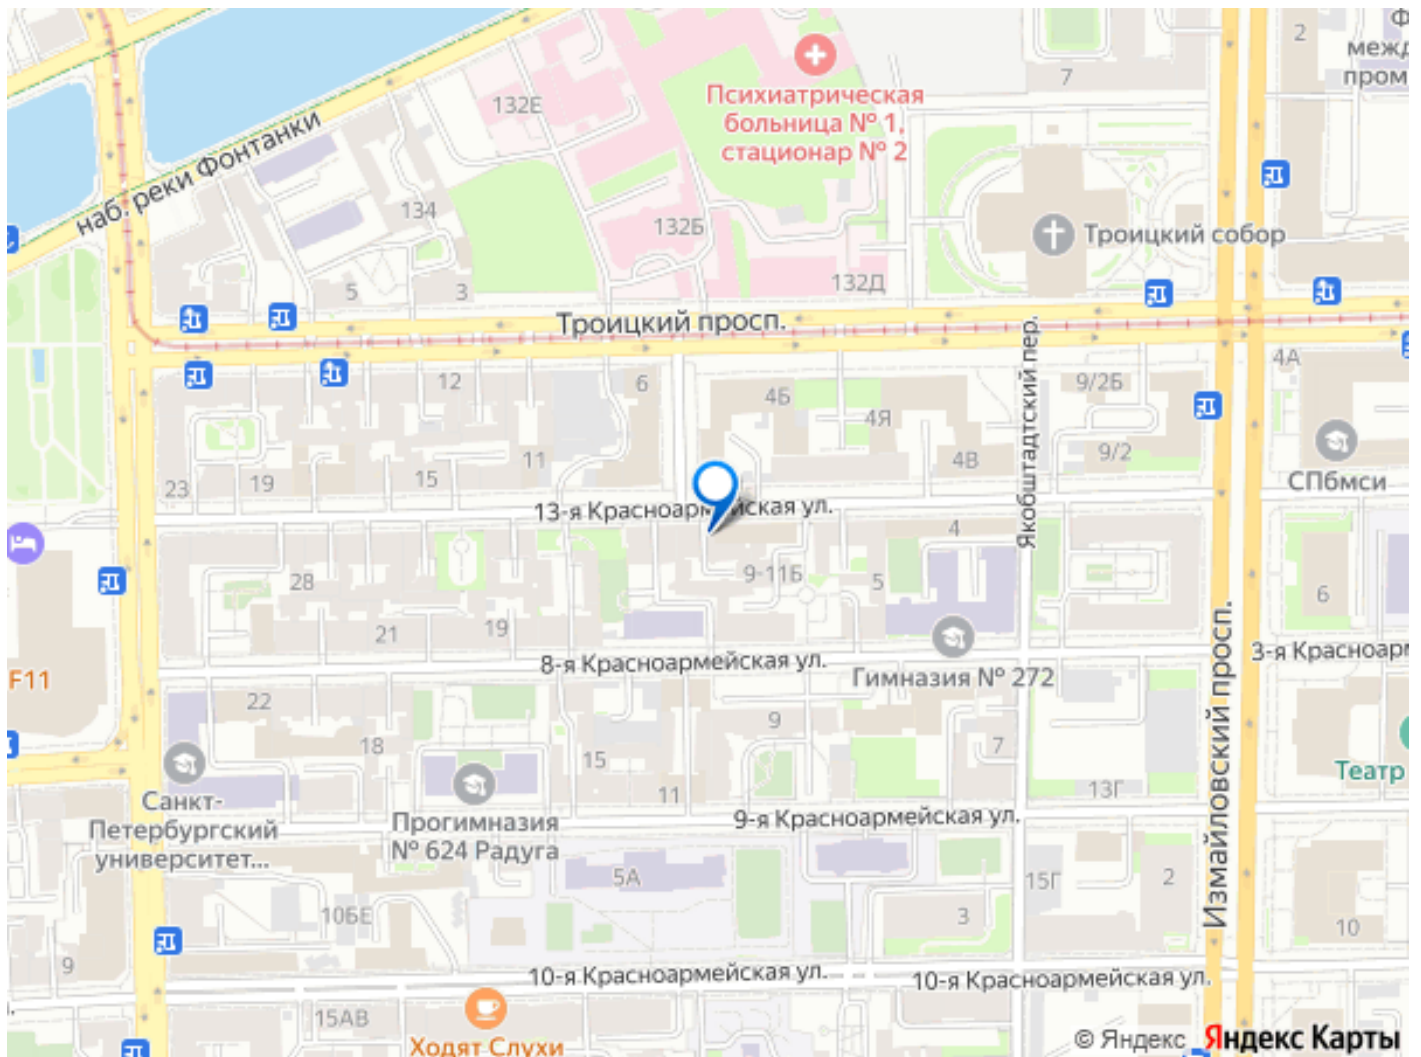 2
Ф
межд
пром
7
132Е
Психиатрическая
больница № 1,
стационар № 2
наб. реки Фонтанки
134
132Б
Троицкий собор
132Д
5
3
Троицкий просп.
Якобштадтский пер.
4А
12
6
4Б
9/2Б
4Я
11
15
19
23
4В
9/2
СПбмси
13-я Красноармейская ул.
4
28
9-11Б
5
6
21
19
8-я Красноармейская ул.
Гимназия № 272
3-я Красноарм
F11
22
18
9
7
15
11
13Г
Театр
Измайловский просп.
Санкт-
Петербургский
университет...
Прогимназия
№ 624 Радуга
9-я Красноармейская ул.
5А
15Г
2
10БЕ
3
10
9
10-я Красноармейская ул.
10-я Красноармейская ул.
15АВ
Ходят Слухи
© Яндекс Яндекс Карты